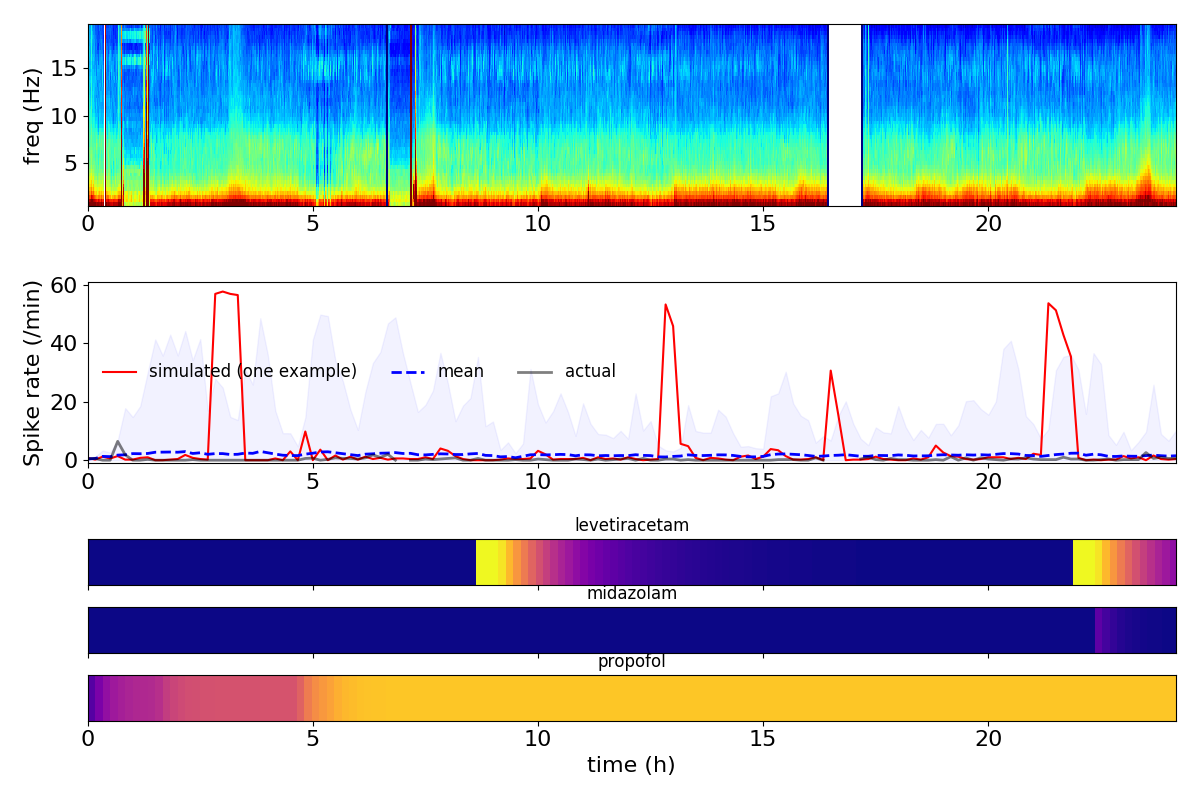 freq (Hz)
15
10
5
0 5 10 15 20
Spike rate (/min)
60
40
20
0
simulated (one example) mean actual
0 5 10 15 20
levetiracetam
midazolam
propofol
0 5 10 15 20
time (h)